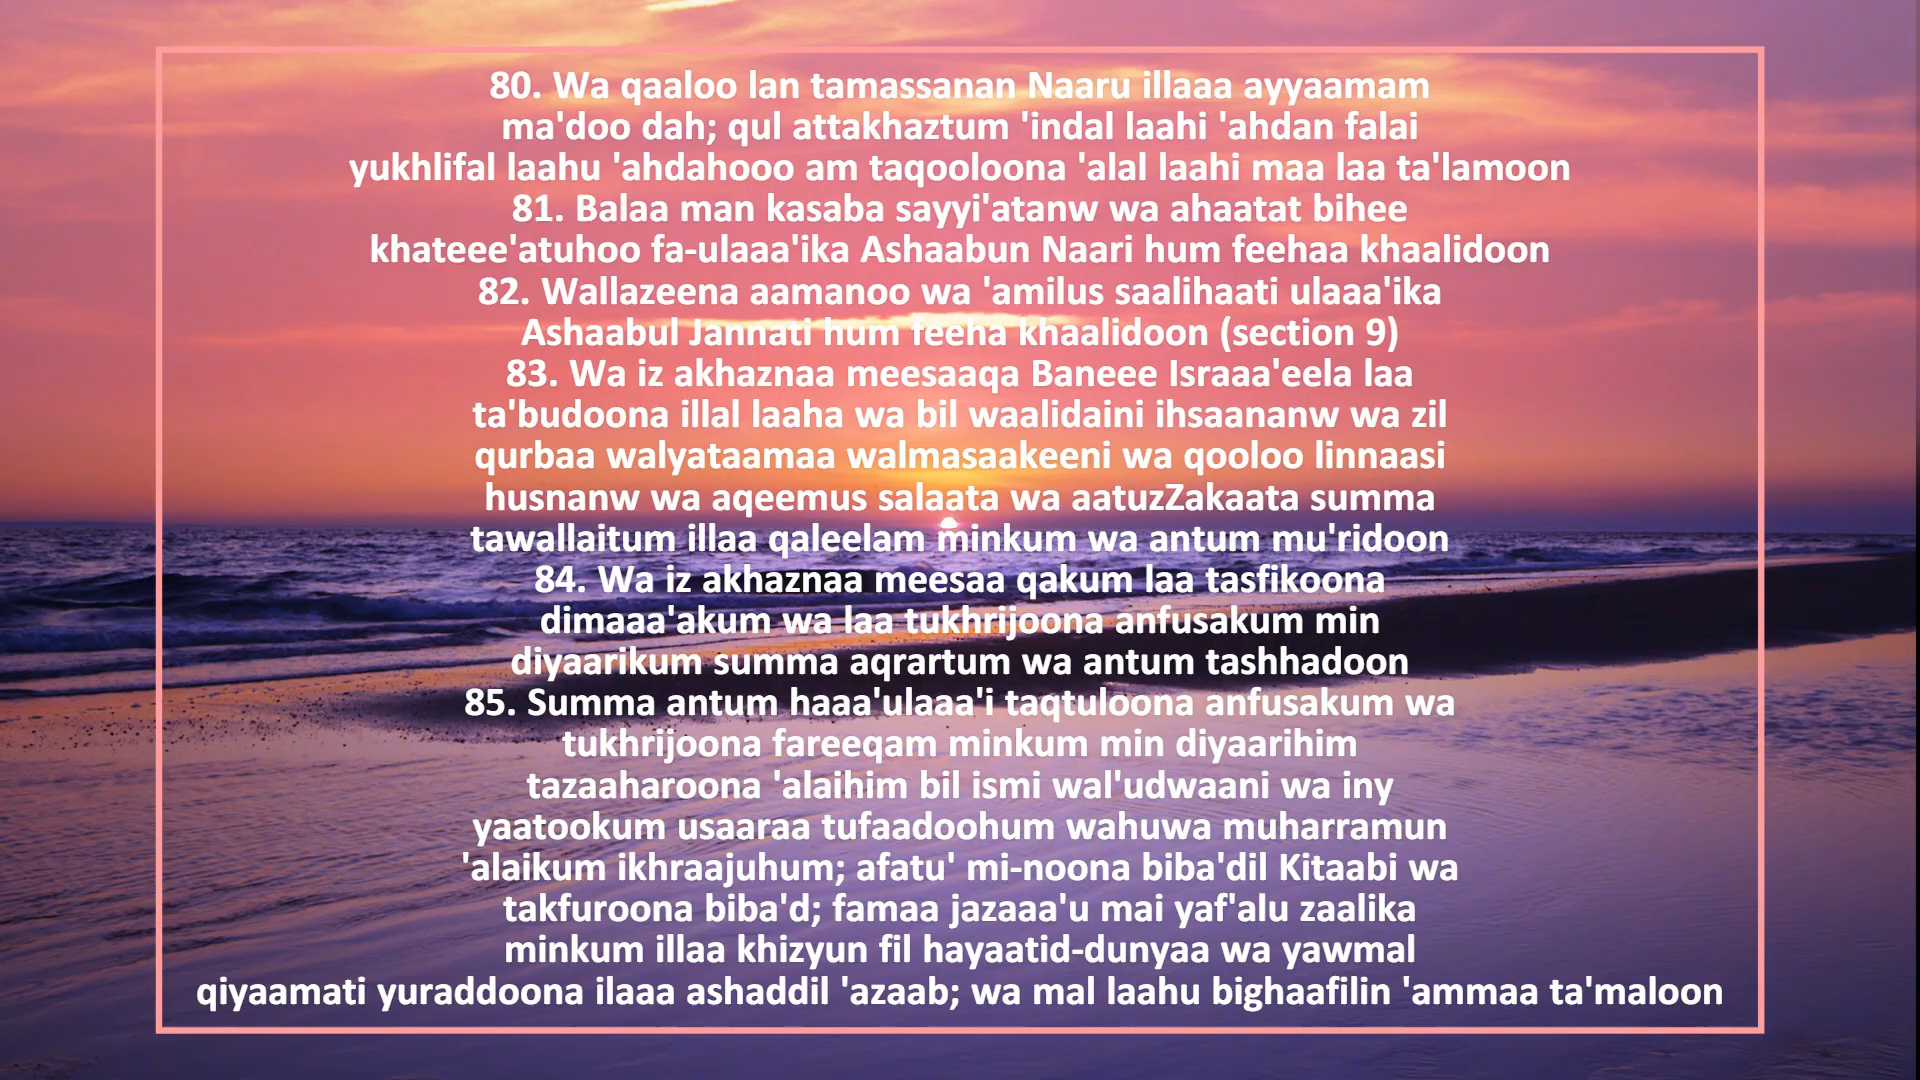 80. Wa qaaloo lan tamassanan Naaru illaaa ayyaamam
ma'doo dah; qul attakhaztum 'indal laahi 'ahdan falai
yukhlifal laahu 'ahdahooo am taqooloona 'alal laahi maa laa ta'lamoon
81. Balaa man kasaba sayyi'atanw wa ahaatat bihee
khateee'atuhoo fa-ulaaa'ika Ashaabun Naari hum feehaa khaalidoon
82. Wallazeena aamanoo wa 'amilus saalihaati ulaaa'ika
Ashaabul Jannati hum feeha khaalidoon (section 9)
83. Wa iz akhaznaa meesaaqa Baneee Israaa'eela laa
ta'budoona illal laaha wa bil waalidaini ihsaananw wa zil
qurbaa walyataamaa walmasaakeeni wa qooloo linnaasi
husnanw wa aqeemus salaata wa aatuzZakaata summa
tawallaitum illaa qaleelam minkum wa antum mu'ridoon
84. Wa iz akhaznaa meesaa qakum laa tasfikoona
dimaaa'akum wa laa tukhrijoona anfusakum min
diyaarikum summa aqrartum wa antum tashhadoon
85. Summa antum haaa'ulaaa'i taqtuloona anfusakum wa
tukhrijoona fareeqam minkum min diyaarihim
tazaaharoona 'alaihim bil ismi wal'udwaani wa iny
yaatookum usaaraa tufaadoohum wahuwa muharramun
'alaikum ikhraajuhum; afatu' mi-noona biba'dil Kitaabi wa
takfuroona biba'd; famaa jazaaa'u mai yaf'alu zaalika
minkum illaa khizyun fil hayaatid-dunyaa wa yawmal
qiyaamati yuraddoona ilaaa ashaddil 'azaab; wa mal laahu bighaafilin 'ammaa ta'maloon